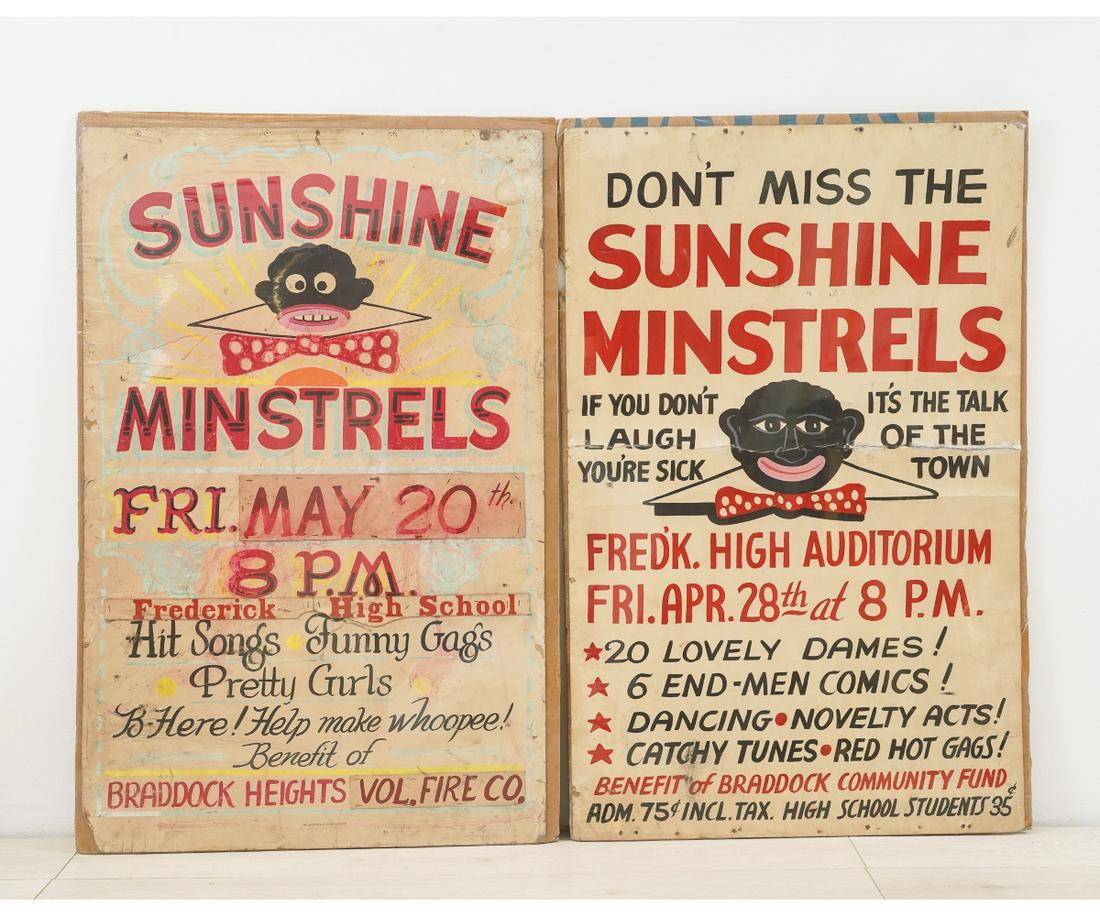 SUNSHINE
MINSTRELS
FRI. MAY 20th.
8 P.M.
Frederick High School
Hit Songs • Funny Gags
& Pretty Girls
B-Here! Help make whoopee!
Benefit of
BRADDOCK HEIGHTS VOL. FIRE CO.
DON'T MISS THE
SUNSHINE
MINSTRELS
IF YOU DON'T
LAUGH
YOU'RE SICK
IT'S THE TALK
OF THE
TOWN
FRED'K. HIGH AUDITORIUM
FRI. APR. 28th at 8 P.M.
★ 20 LOVELY DAMES!
★ 6 END-MEN COMICS!
★ DANCING • NOVELTY ACTS!
★ CATCHY TUNES • RED HOT GAGS!
BENEFIT of BRADDOCK COMMUNITY FUND
ADM. 75¢ INCL. TAX. HIGH SCHOOL STUDENTS 35¢